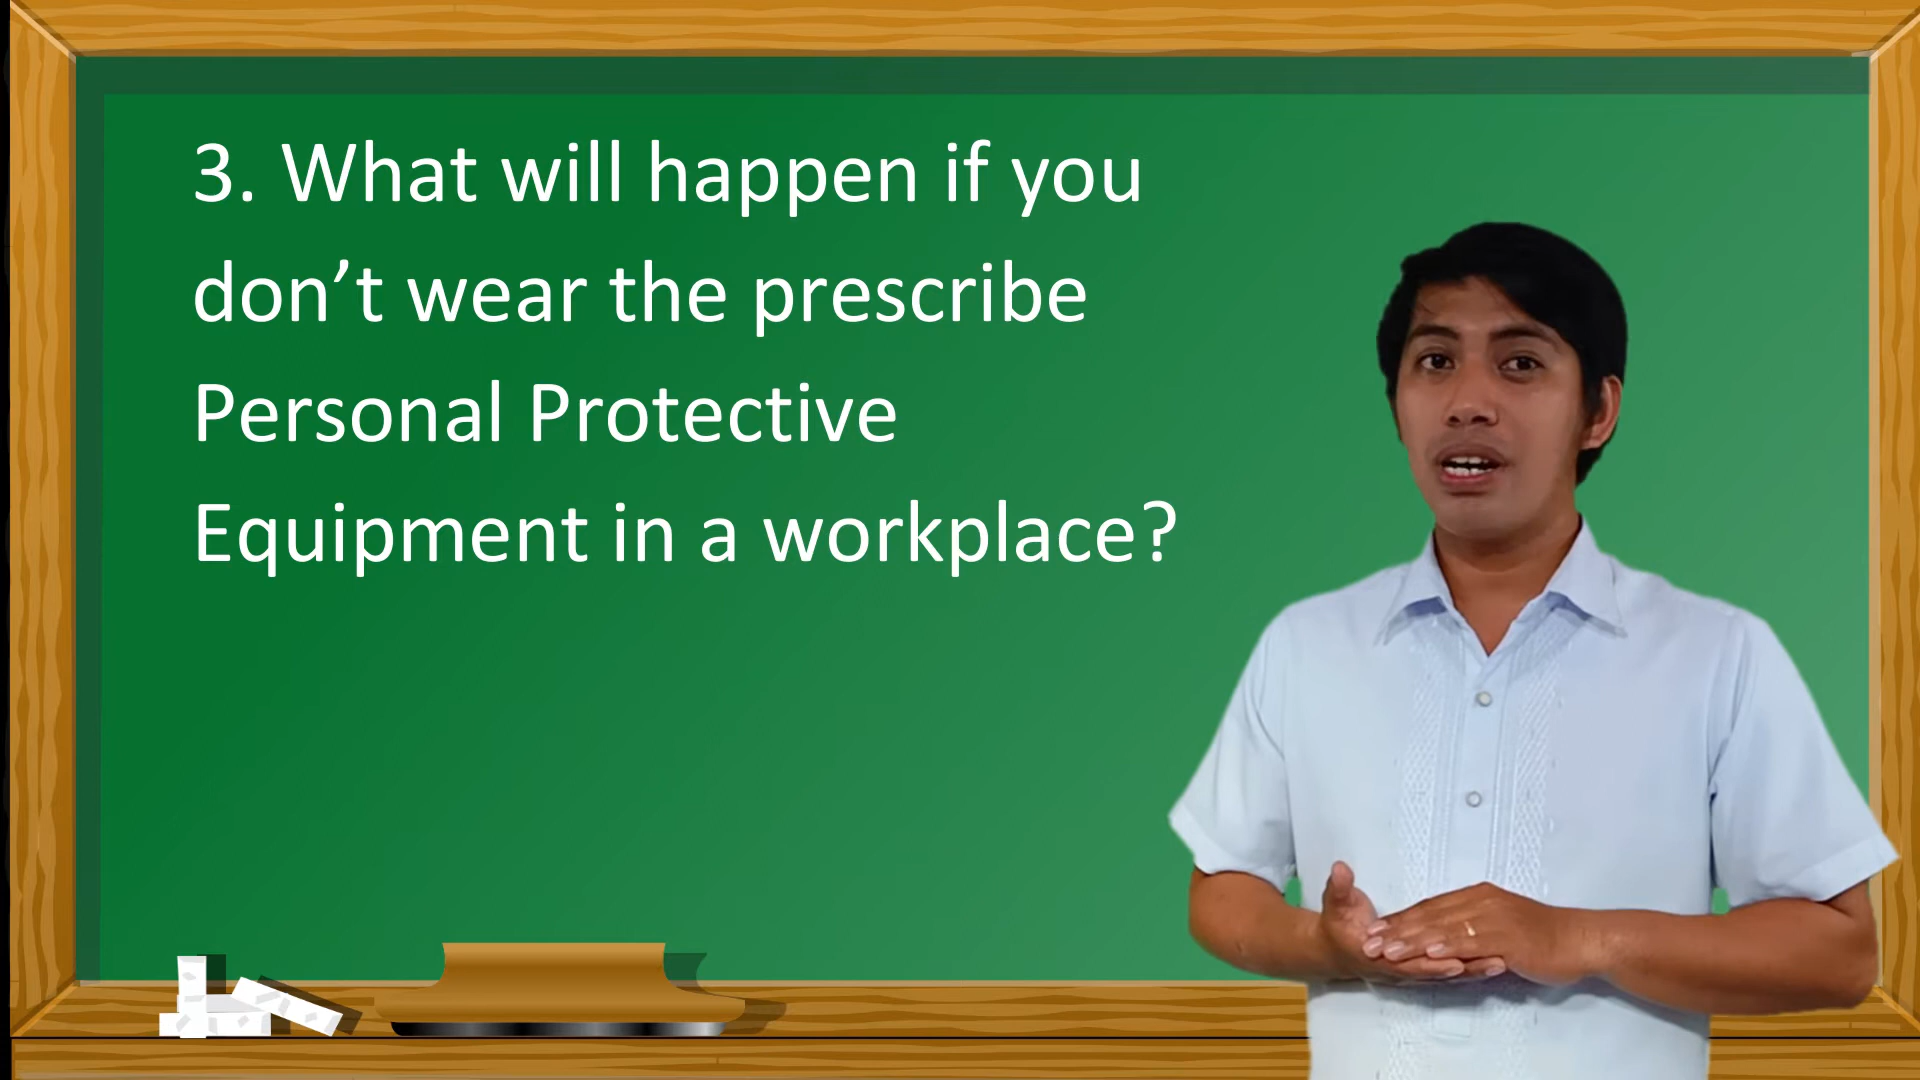 3. What will happen if you
don’t wear the prescribe
Personal Protective
Equipment in a workplace?